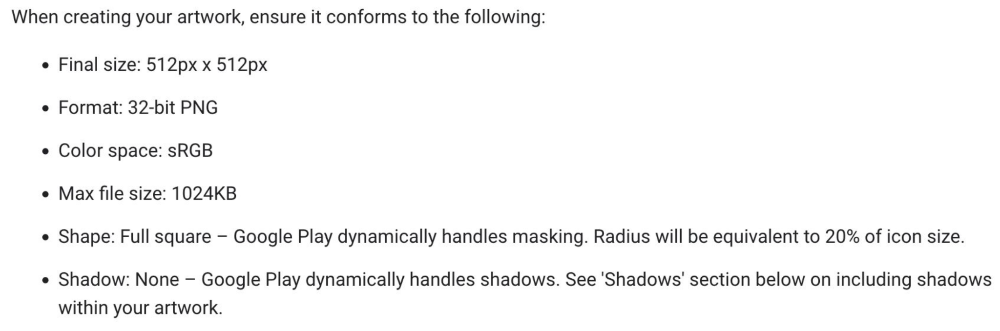 When creating your artwork, ensure it conforms to the following:
• Final size: 512px x 512px
• Format: 32-bit PNG
• Color space: sRGB
• Max file size: 1024KB
• Shape: Full square – Google Play dynamically handles masking. Radius will be equivalent to 20% of icon size.
• Shadow: None – Google Play dynamically handles shadows. See 'Shadows' section below on including shadows
within your artwork.